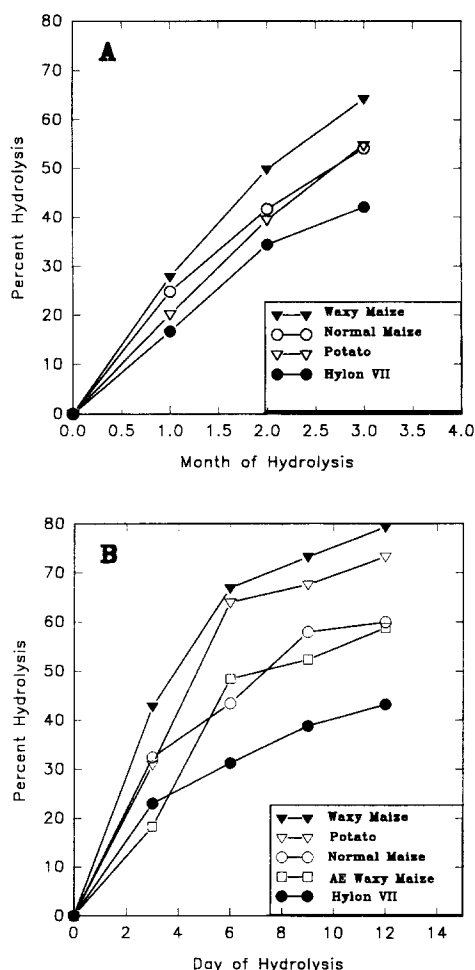 A
80
70
60
50
40
30
20
10
0
Percent Hydrolysis
Waxy Maize
Normal Maize
Potato
Hylon VII
0.0 0.5 1.0 1.5 2.0 2.5 3.0 3.5 4.0
Month of Hydrolysis
B
80
70
60
50
40
30
20
10
0
Percent Hydrolysis
Waxy Maize
Potato
Normal Maize
AE Waxy Maize
Hylon VII
0 2 4 6 8 10 12 14
Day of Hydrolysis